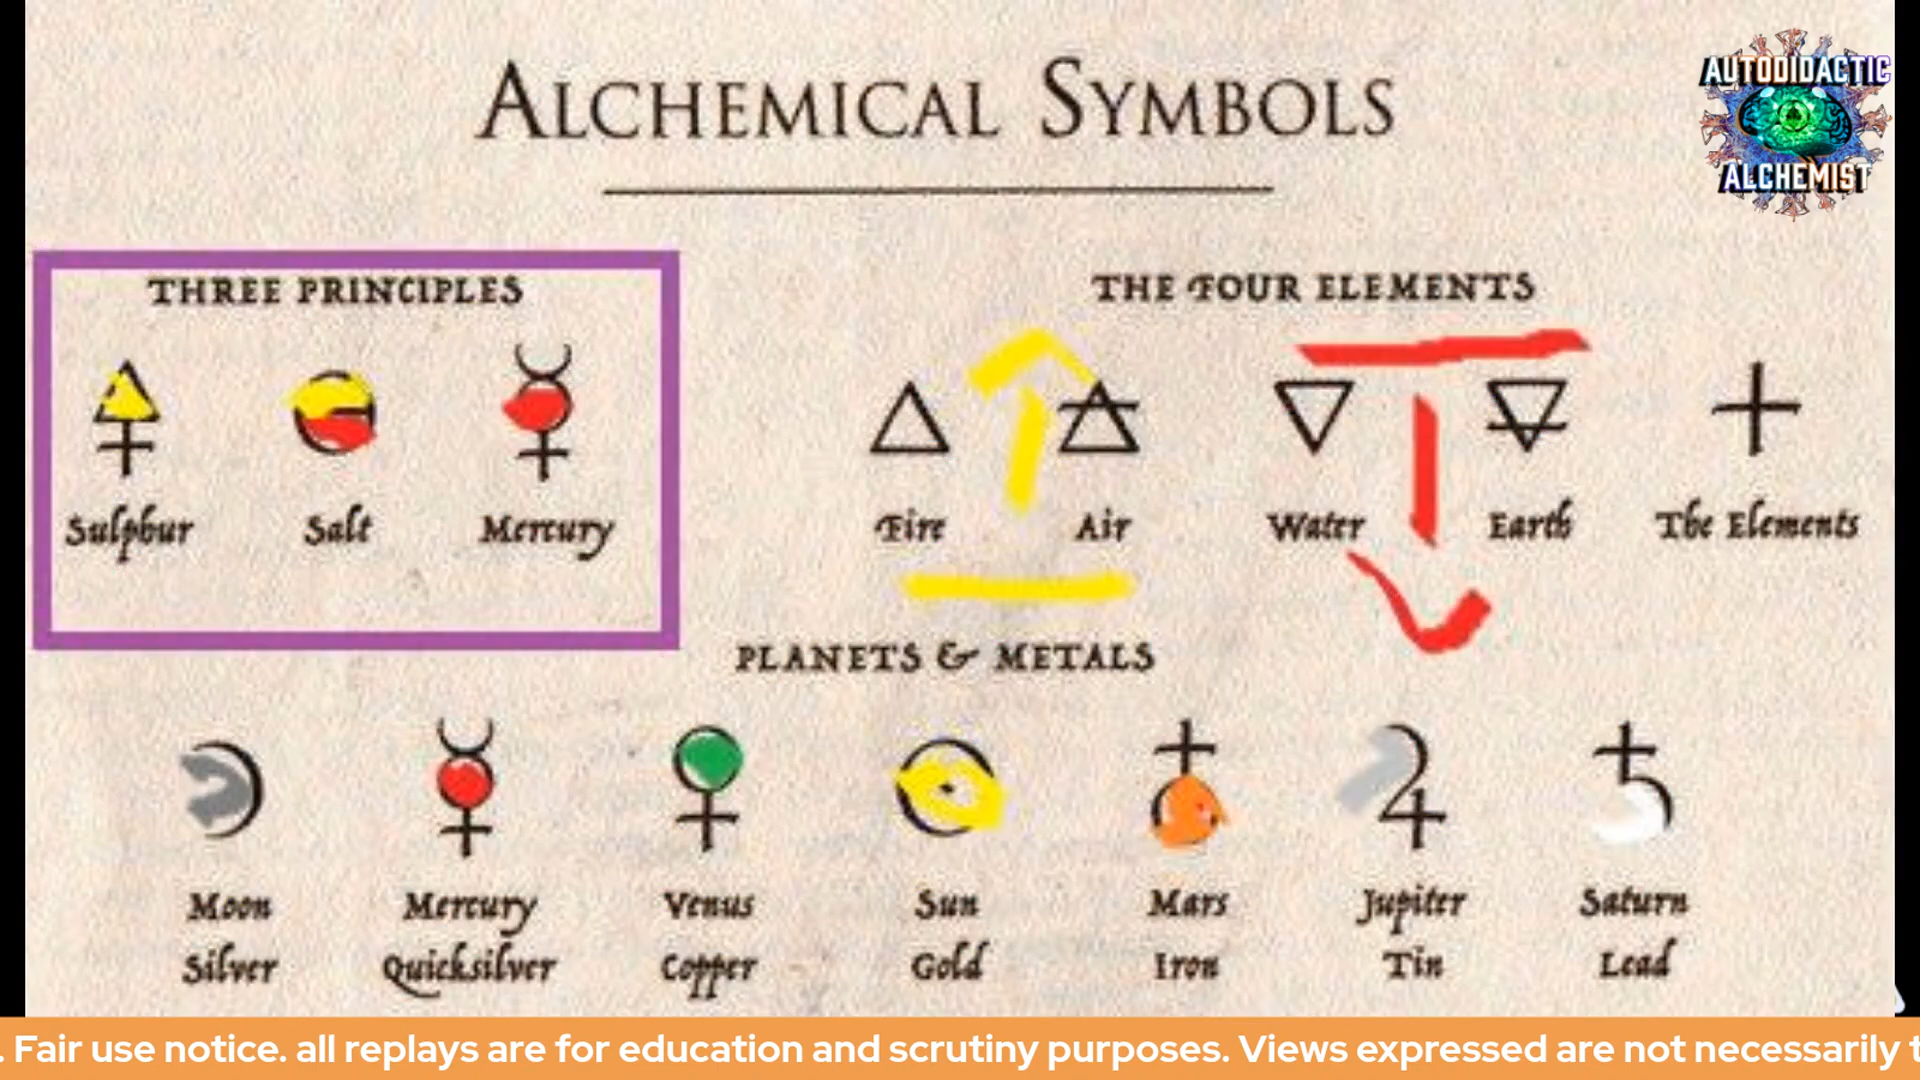 ALCHEMICAL SYMBOLS
AUTODIDACTIC
ALCHEMIST
THREE PRINCIPLES
Sulphur Salt Mercury
THE FOUR ELEMENTS
Fire Air Water Earth The Elements
PLANETS & METALS
Moon Mercury Venus Sun Mars Jupiter Saturn
Silver Quicksilver Copper Gold Iron Tin Lead
. Fair use notice. all replays are for education and scrutiny purposes. Views expressed are not necessarily